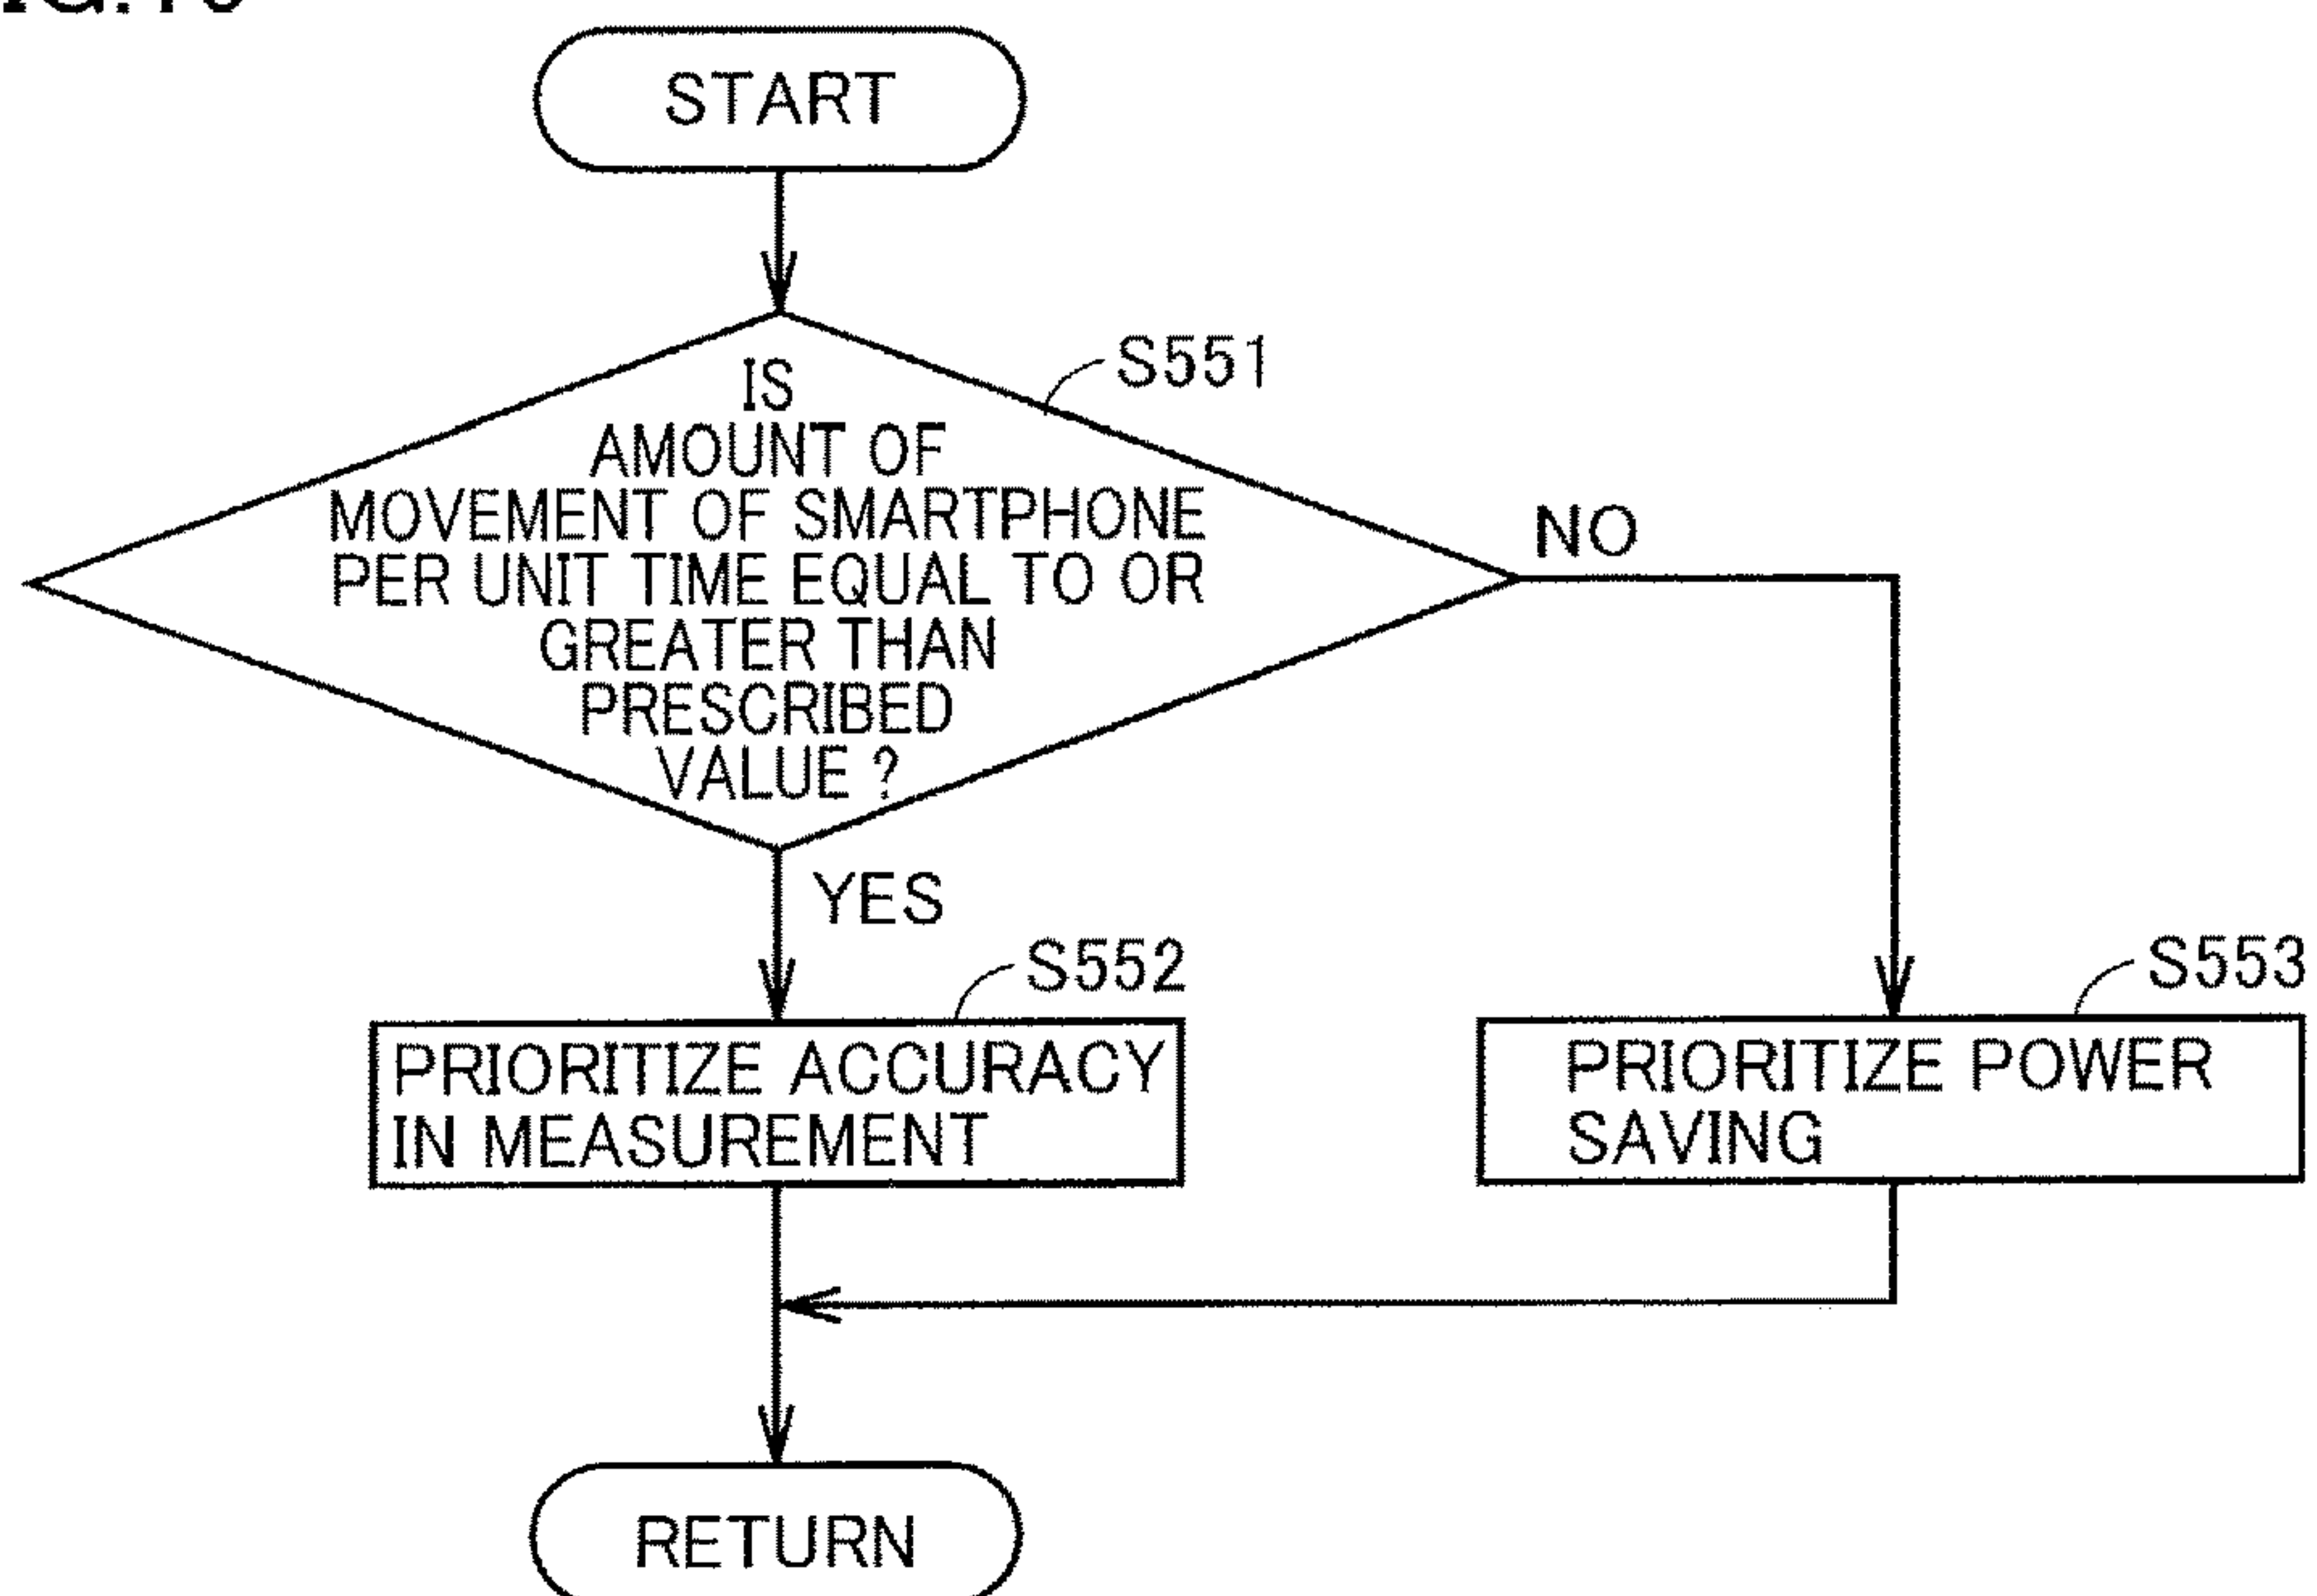 START
S551
IS
AMOUNT OF
MOVEMENT OF SMARTPHONE
PER UNIT TIME EQUAL TO OR
GREATER THAN
PRESCRIBED
VALUE ?
NO
YES
S552
PRIORITIZE ACCURACY
IN MEASUREMENT
S553
PRIORITIZE POWER
SAVING
RETURN